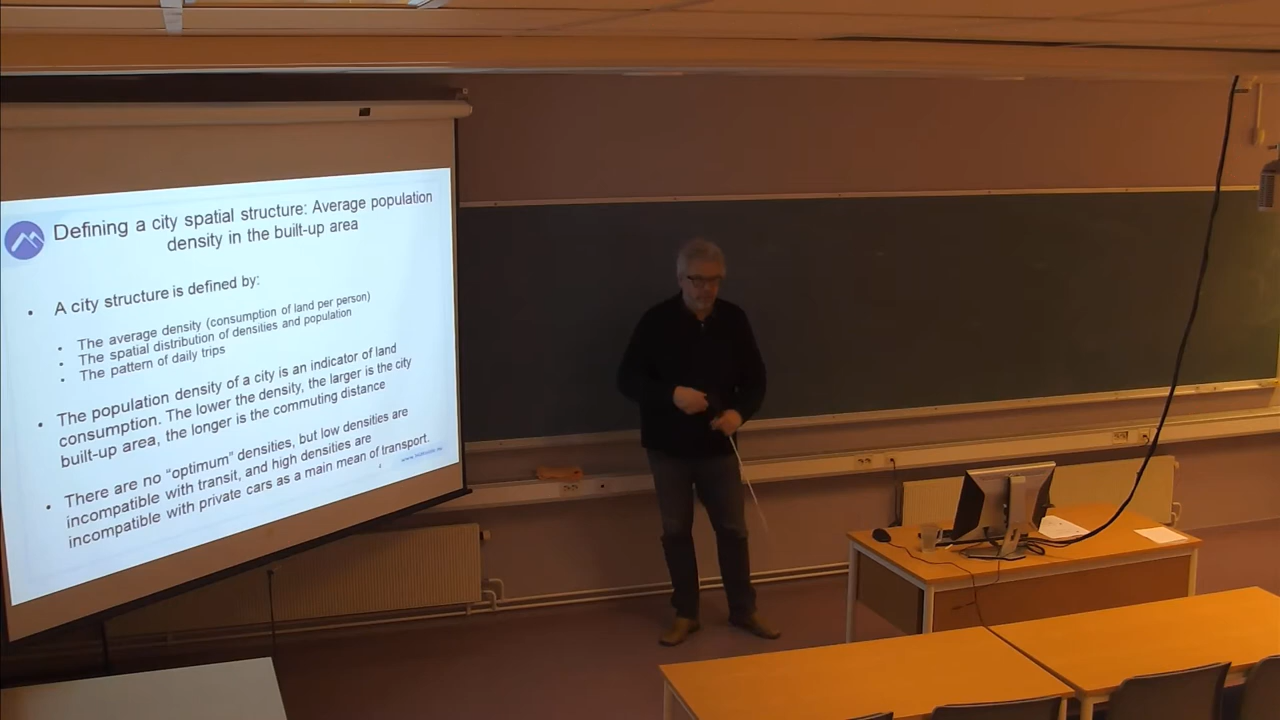 Defining a city spatial structure: Average population
density in the built-up area
• A city structure is defined by:
• The average density (consumption of land per person)
• The spatial distribution of densities and population
• The pattern of daily trips
• The population density of a city is an indicator of land
consumption. The lower the density, the larger is the city
built-up area, the longer is the commuting distance
• There are no “optimum” densities, but low densities are
incompatible with transit, and high densities are
incompatible with private cars as a main mean of transport.